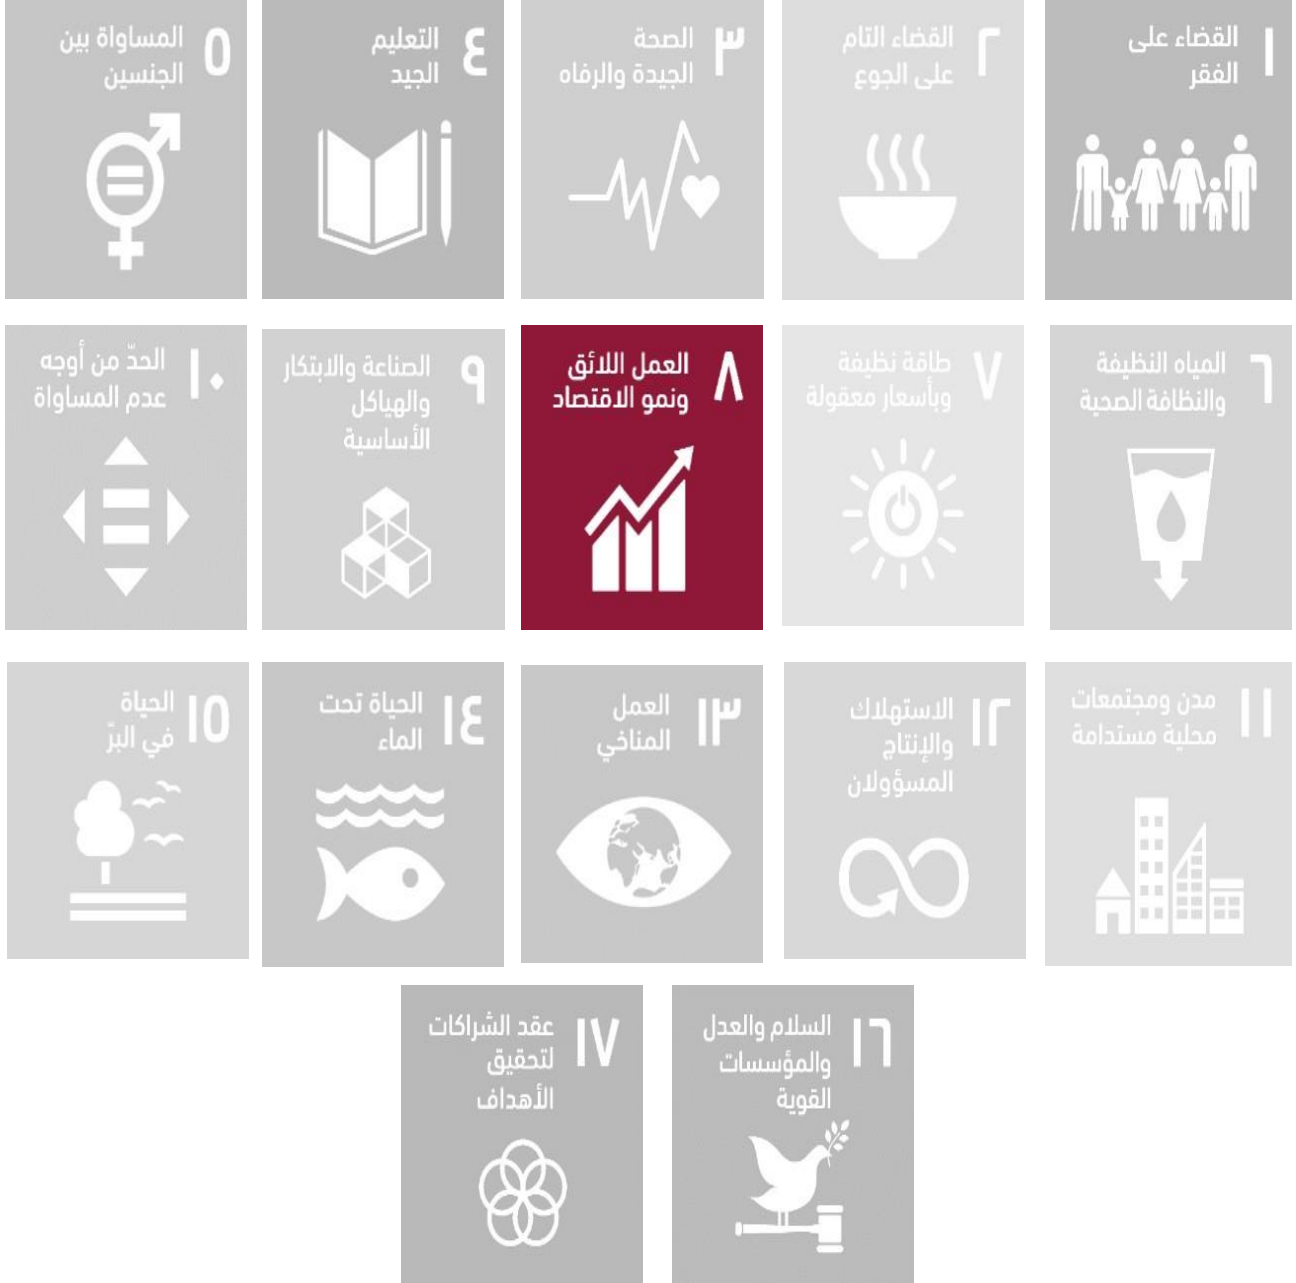 ١ القضاء على
الفقر
٢ القضاء التام
على الجوع
٣ الصحة
الجيدة والرفاه
٤ التعليم
الجيد
٥ المساواة بين
الجنسين
٦ المياه النظيفة
والنظافة الصحية
٧ طاقة نظيفة
وبأسعار معقولة
٨ العمل اللائق
ونمو الاقتصاد
٩ الصناعة والابتكار
والهياكل
الأساسية
١٠ الحدّ من أوجه
عدم المساواة
١١ مدن ومجتمعات
محلية مستدامة
١٢ الاستهلاك
والإنتاج
المسؤولان
١٣ العمل
المناخي
١٤ الحياة تحت
الماء
١٥ الحياة
في البرّ
١٦ السلام والعدل
والمؤسسات
القوية
١٧ عقد الشراكات
لتحقيق
الأهداف